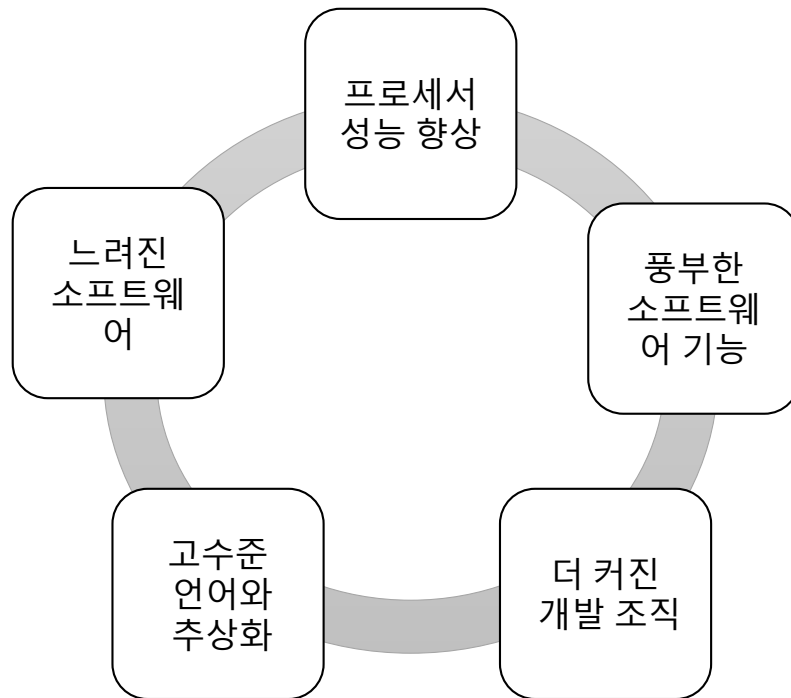 프로세서
성능 향상
풍부한
소프트웨
어 기능
더 커진
개발 조직
고수준
언어와
추상화
느려진
소프트웨
어